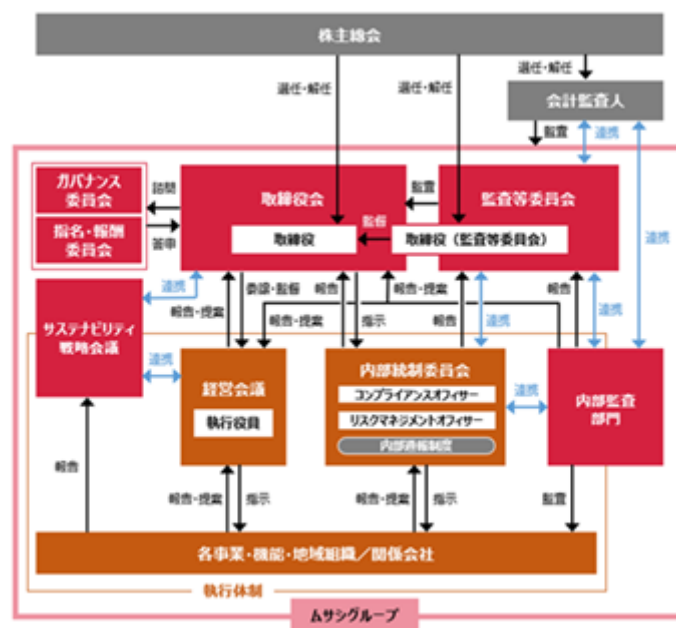 株主総会
選任・解任
選任・解任
選任・解任
会計監査人
監査
連携
ガバナンス
委員会
指名・報酬
委員会
諮問
答申
取締役会
取締役
監査
監督
監査等委員会
取締役（監査等委員会）
連携
連携
報告・提案
委譲・監督
報告
報告・提案
報告
報告・提案
指示
報告
連携
連携
サステナビリティ
戦略会議
連携
経営会議
執行役員
内部統制委員会
コンプライアンスオフィサー
リスクマネジメントオフィサー
内部通報制度
連携
内部監査
部門
報告
報告・提案
指示
報告・提案
指示
監査
各事業・機能・地域組織／関係会社
執行体制
ムサシグループ